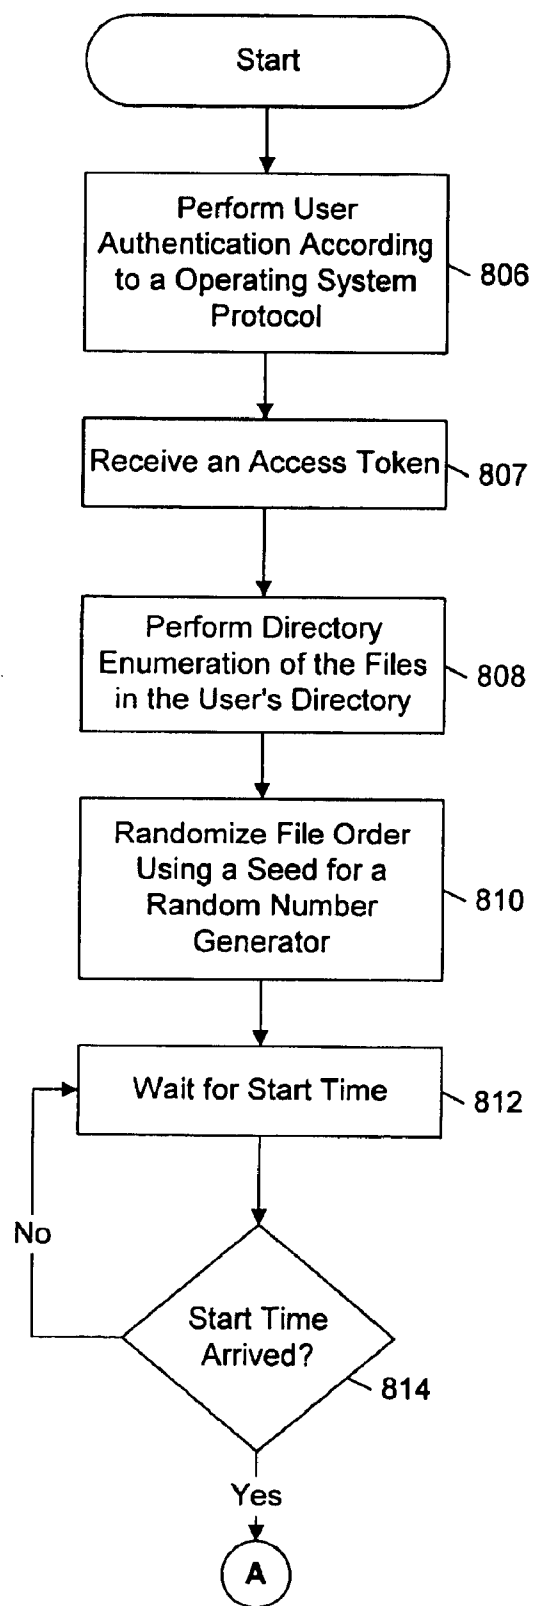 Start
Perform User
Authentication According
to a Operating System
Protocol
806
Receive an Access Token
807
Perform Directory
Enumeration of the Files
in the User's Directory
808
Randomize File Order
Using a Seed for a
Random Number
Generator
810
Wait for Start Time
812
No
Start Time
Arrived?
814
Yes
A